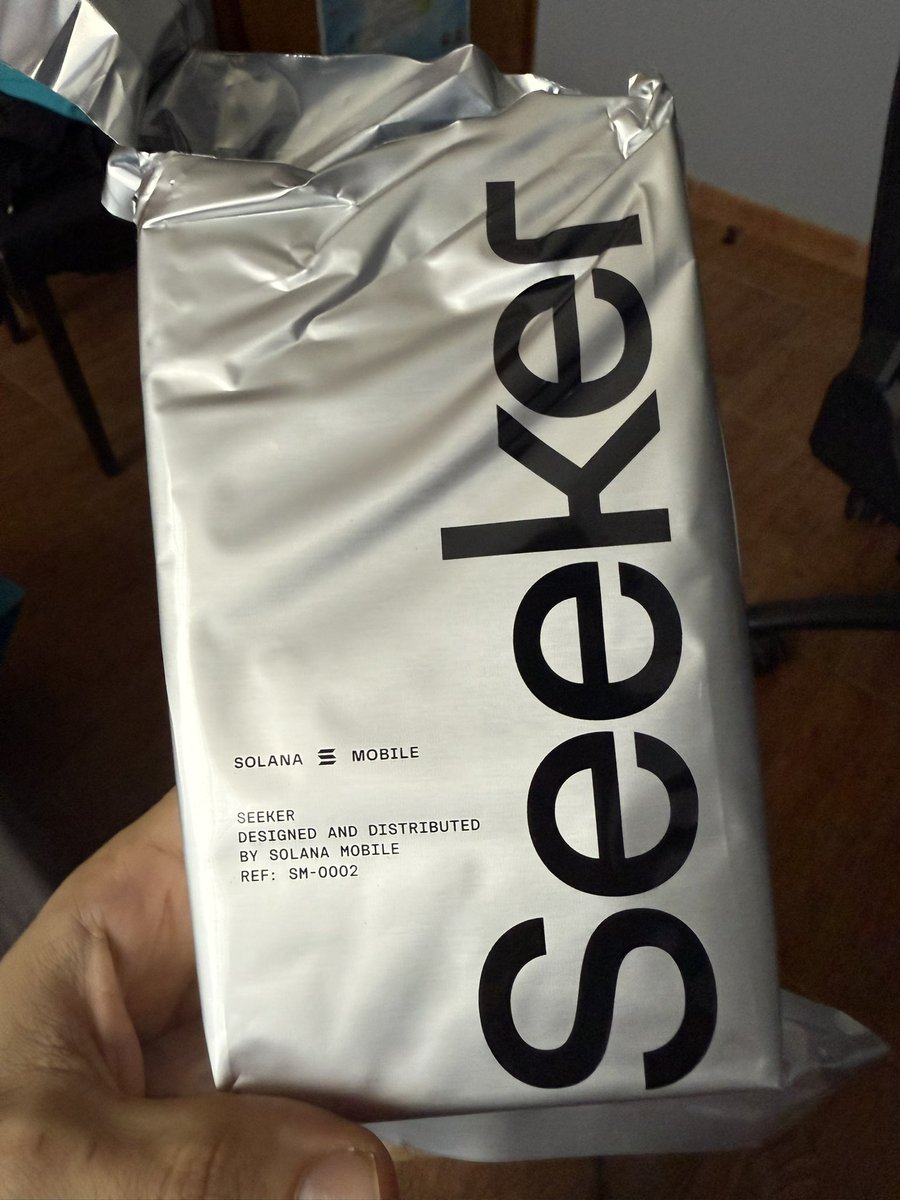 Seeker
SOLANA MOBILE
SEEKER
DESIGNED AND DISTRIBUTED
BY SOLANA MOBILE
REF: SM-0002